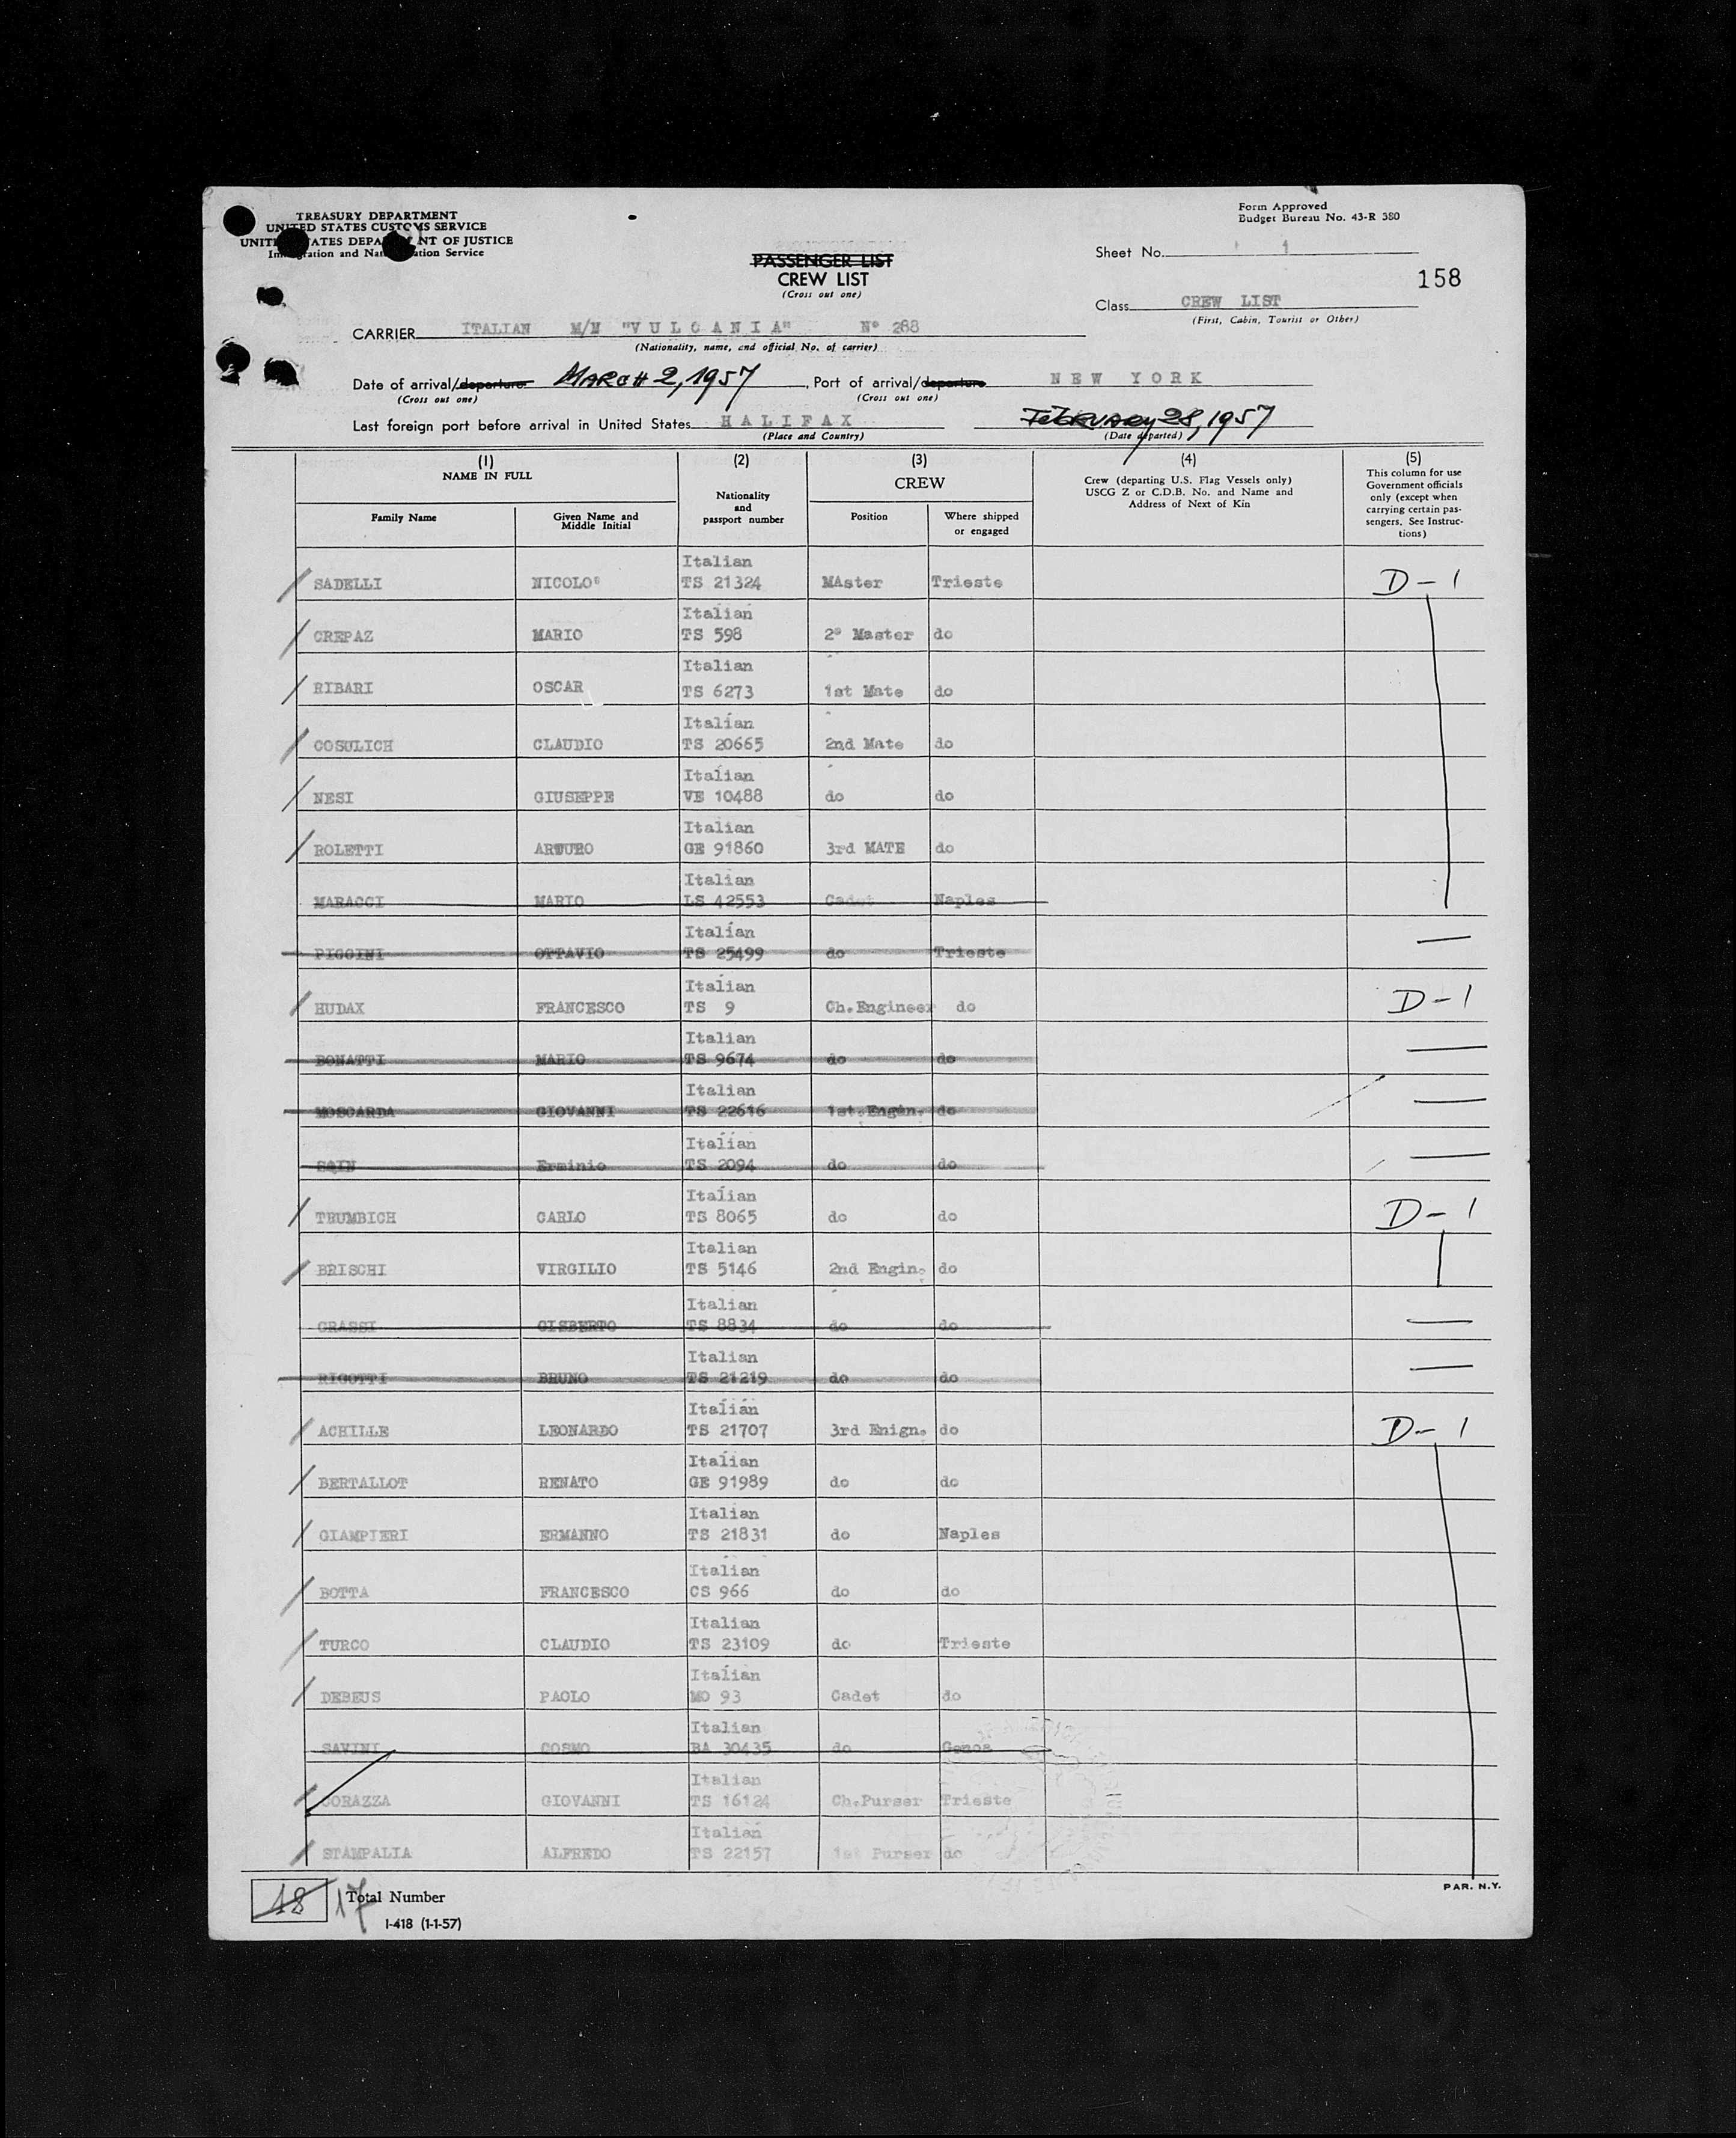 TREASURY DEPARTMENT
UNITED STATES CUSTOMS SERVICE
UNITED STATES DEPARTMENT OF JUSTICE
Immigration and Naturalization Service
Form Approved
Budget Bureau No. 43-R 380
PASSENGER LIST
CREW LIST
(Cross out one)
Sheet No. 1
158
Class CREW LIST
(First, Cabin, Tourist or Other)
CARRIER ITALIAN M/N "VULCANIA" N° 288
(Nationality, name, and official No. of carrier)
Date of arrival/departure MARCH 2, 1957, Port of arrival/departure NEW YORK
(Cross out one) (Cross out one)
Last foreign port before arrival in United States HALIFAX February 28, 1957
(Place and Country) (Date departed)
(1) (2) (3) (4) (5)
NAME IN FULL
Family Name
Given Name and Middle Initial
Nationality and passport number
CREW
Position
Where shipped or engaged
Crew (departing U.S. Flag Vessels only)
USCG Z or C.D.B. No. and Name and
Address of Next of Kin
This column for use
Government officials
only (except when
carrying certain pas-
sengers. See Instruc-
tions)
Italian
SADELLI NICOLO' TS 21324 MAster Trieste D-1
Italian
CREPAZ MARIO TS 598 2° Master do
Italian
RIBARI OSCAR TS 6273 1st Mate do
Italian
COSULICH CLAUDIO TS 20665 2nd Mate do
Italian
NESI GIUSEPPE VE 10488 do do
Italian
ROLETTI ARTURO GE 91860 3rd MATE do
Italian
MARACCI MARIO LS 42553 Cadet Naples
Italian
PIGGINI OTTAVIO TS 25499 do Trieste —
Italian
HUDAX FRANCESCO TS 9 Ch.Engineer do D-1
Italian
BONATTI MARIO TS 9674 do do —
Italian
MOSCARDA GIOVANNI TS 22616 1st.Engin. do —
Italian
SAIN Erminio TS 2094 do do —
Italian
TRUMBICH CARLO TS 8065 do do D-1
Italian
BRISCHI VIRGILIO TS 5146 2nd Engin. do
Italian
GRASSI GISBERTO TS 8834 do do —
Italian
RIGOTTI BRUNO TS 21219 do do —
Italian
ACHILLE LEONARDO TS 21707 3rd Enign. do D-1
Italian
BERTALLOT RENATO GE 91989 do do
Italian
GIAMPIERI ERMANNO TS 21831 do Naples
Italian
BOTTA FRANCESCO CS 966 do do
Italian
TURCO CLAUDIO TS 23109 do Trieste
Italian
DEBEUS PAOLO MO 93 Cadet do
Italian
SAVINI COSMO BA 30435 do Genoa
Italian
CORAZZA GIOVANNI TS 16124 Ch.Purser Trieste
Italian
STAMPALIA ALFREDO TS 22157 1st Purser do
18 17 Total Number
I-418 (1-1-57)
PAR. N.Y.